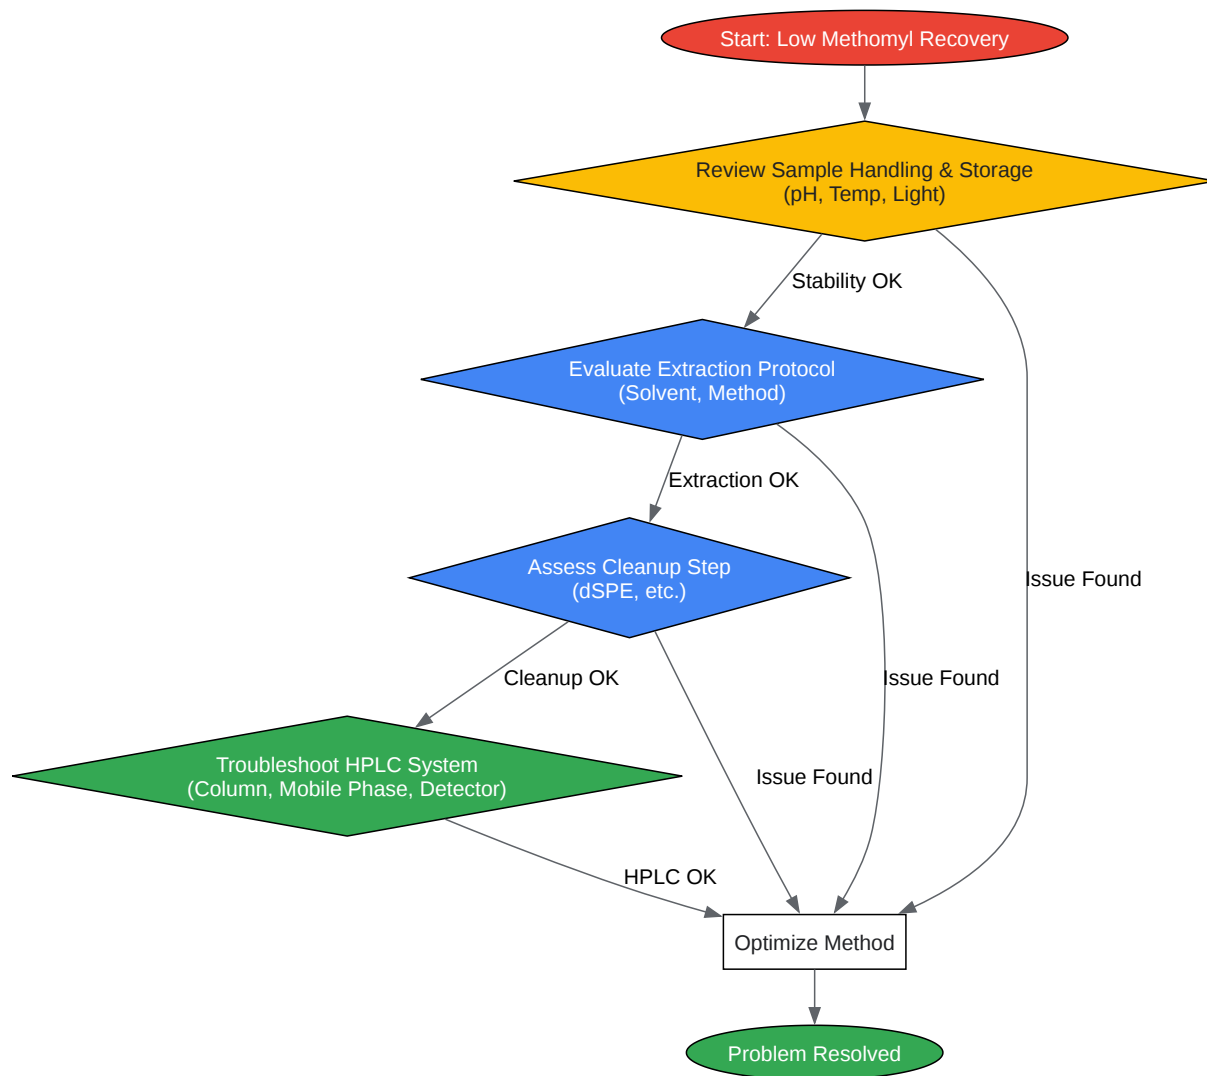 Start: Low Methomyl Recovery
Review Sample Handling & Storage
(pH, Temp, Light)
Stability OK
Evaluate Extraction Protocol
(Solvent, Method)
Extraction OK
Assess Cleanup Step
(dSPE, etc.)
Issue Found
Cleanup OK
Issue Found
Troubleshoot HPLC System
(Column, Mobile Phase, Detector)
Issue Found
HPLC OK
Optimize Method
Problem Resolved